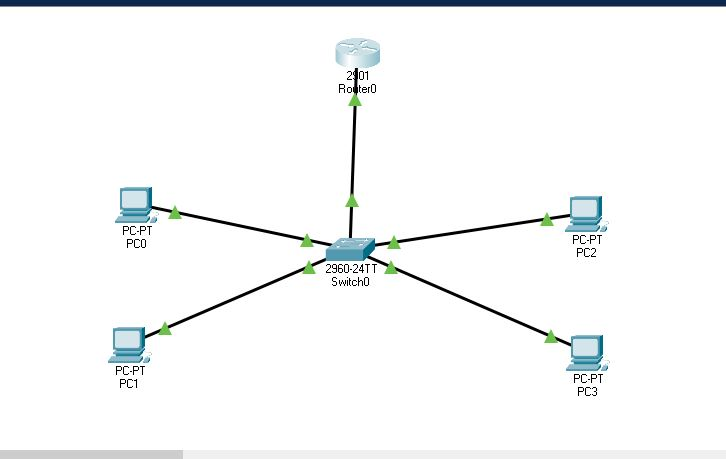 2901
Router0
PC-PT
PC0
PC-PT
PC2
2960-24TT
Switch0
PC-PT
PC1
PC-PT
PC3